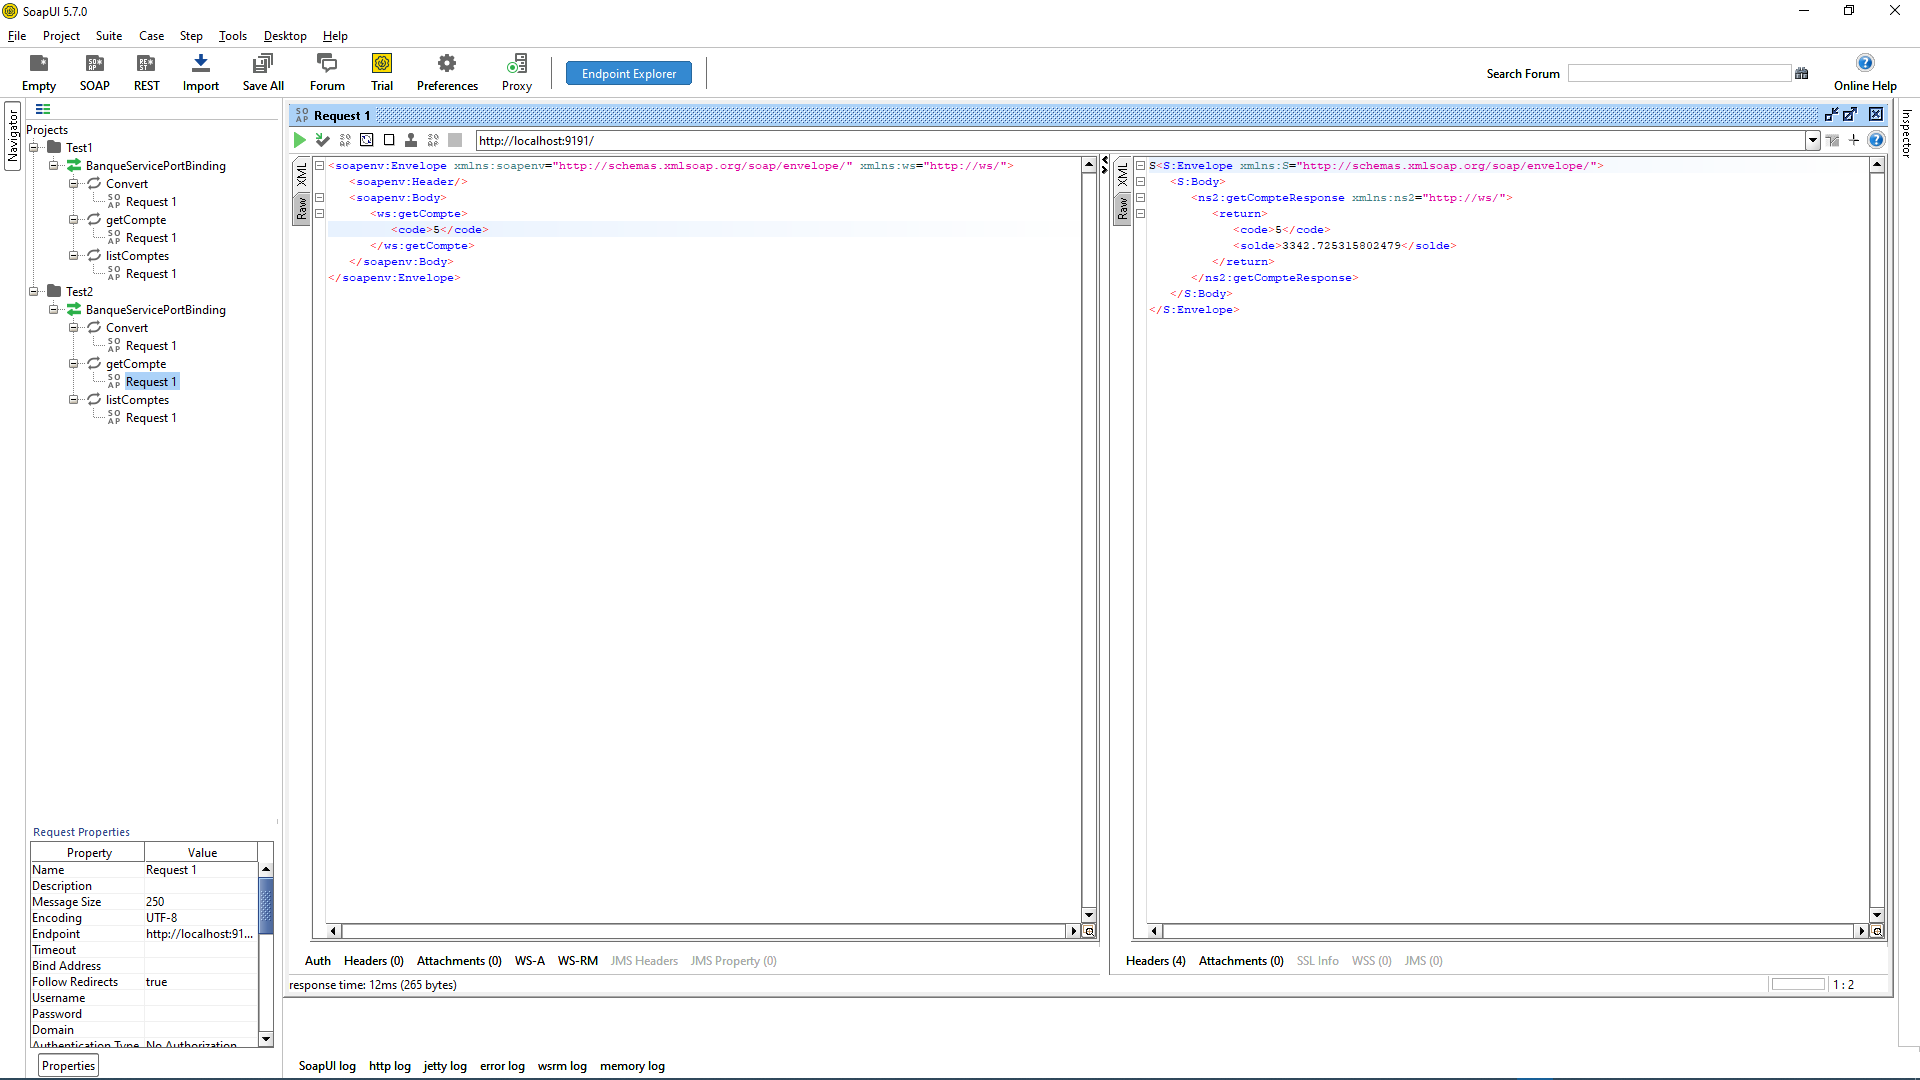 SoapUI 5.7.0
File Project Suite Case Step Tools Desktop Help
Empty SOAP REST Import Save All Forum Trial Preferences Proxy Endpoint Explorer Search Forum Online Help
Navigator
Projects
Test1
BanqueServicePortBinding
Convert
Request 1
getCompte
Request 1
listComptes
Request 1
Test2
BanqueServicePortBinding
Convert
Request 1
getCompte
Request 1
listComptes
Request 1
Request Properties
Property Value
Name Request 1
Description
Message Size 250
Encoding UTF-8
Endpoint http://localhost:91...
Timeout
Bind Address
Follow Redirects true
Username
Password
Domain
Authentication Type No Authorization
Properties
Request 1
http://localhost:9191/
XML
Raw
<soapenv:Envelope xmlns:soapenv="http://schemas.xmlsoap.org/soap/envelope/" xmlns:ws="http://ws/">
<soapenv:Header/>
<soapenv:Body>
<ws:getCompte>
<code>5</code>
</ws:getCompte>
</soapenv:Body>
</soapenv:Envelope>
Auth Headers (0) Attachments (0) WS-A WS-RM JMS Headers JMS Property (0)
XML
Raw
S<S:Envelope xmlns:S="http://schemas.xmlsoap.org/soap/envelope/">
<S:Body>
<ns2:getCompteResponse xmlns:ns2="http://ws/">
<return>
<code>5</code>
<solde>3342.725315802479</solde>
</return>
</ns2:getCompteResponse>
</S:Body>
</S:Envelope>
Headers (4) Attachments (0) SSL Info WSS (0) JMS (0)
response time: 12ms (265 bytes)
1 : 2
Inspector
SoapUI log http log jetty log error log wsrm log memory log